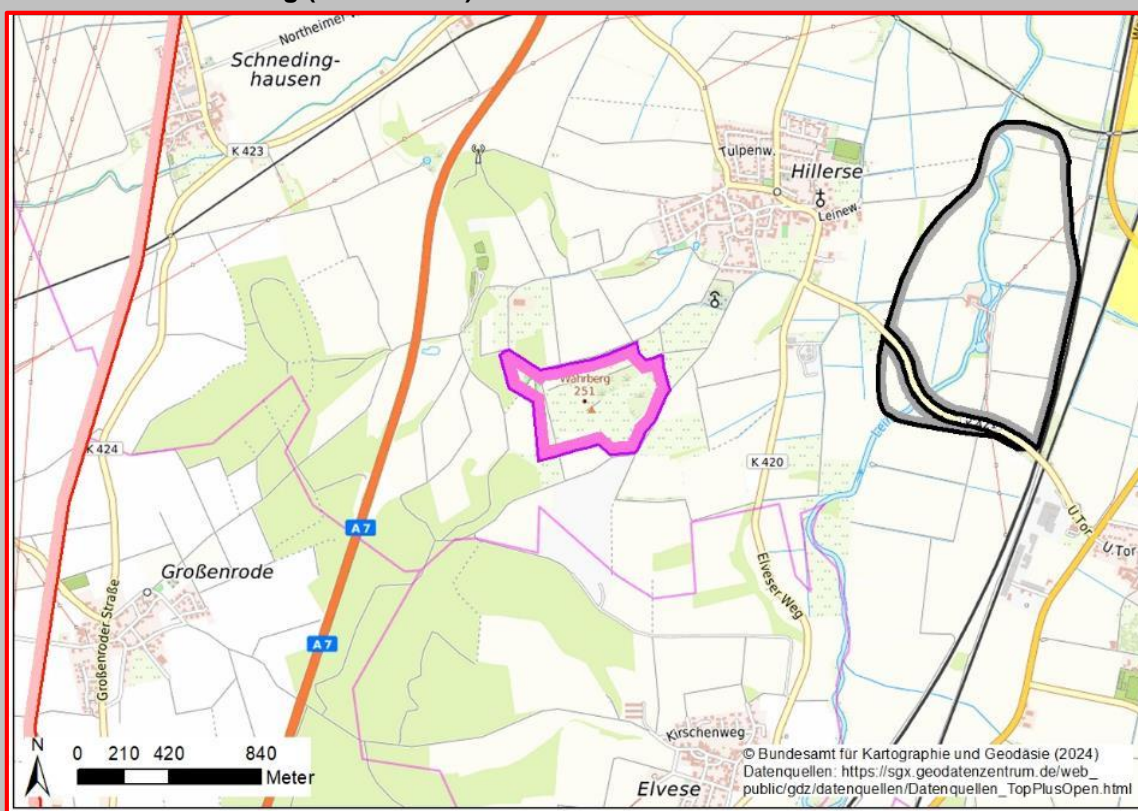 Northeimer
Schneding-
hausen
K 423
Tulpenw.
Hillerse
Leinew.
Wahrberg
251
K 424
K 420
A 7
U.Tor
U.Tor
Großenrode
Großenroder Straße
A 7
Elveser Weg
Kirschenweg
Elvese
N
0 210 420 840
Meter
© Bundesamt für Kartographie und Geodäsie (2024)
Datenquellen: https://sgx.geodatenzentrum.de/web_
public/gdz/datenquellen/Datenquellen_TopPlusOpen.html